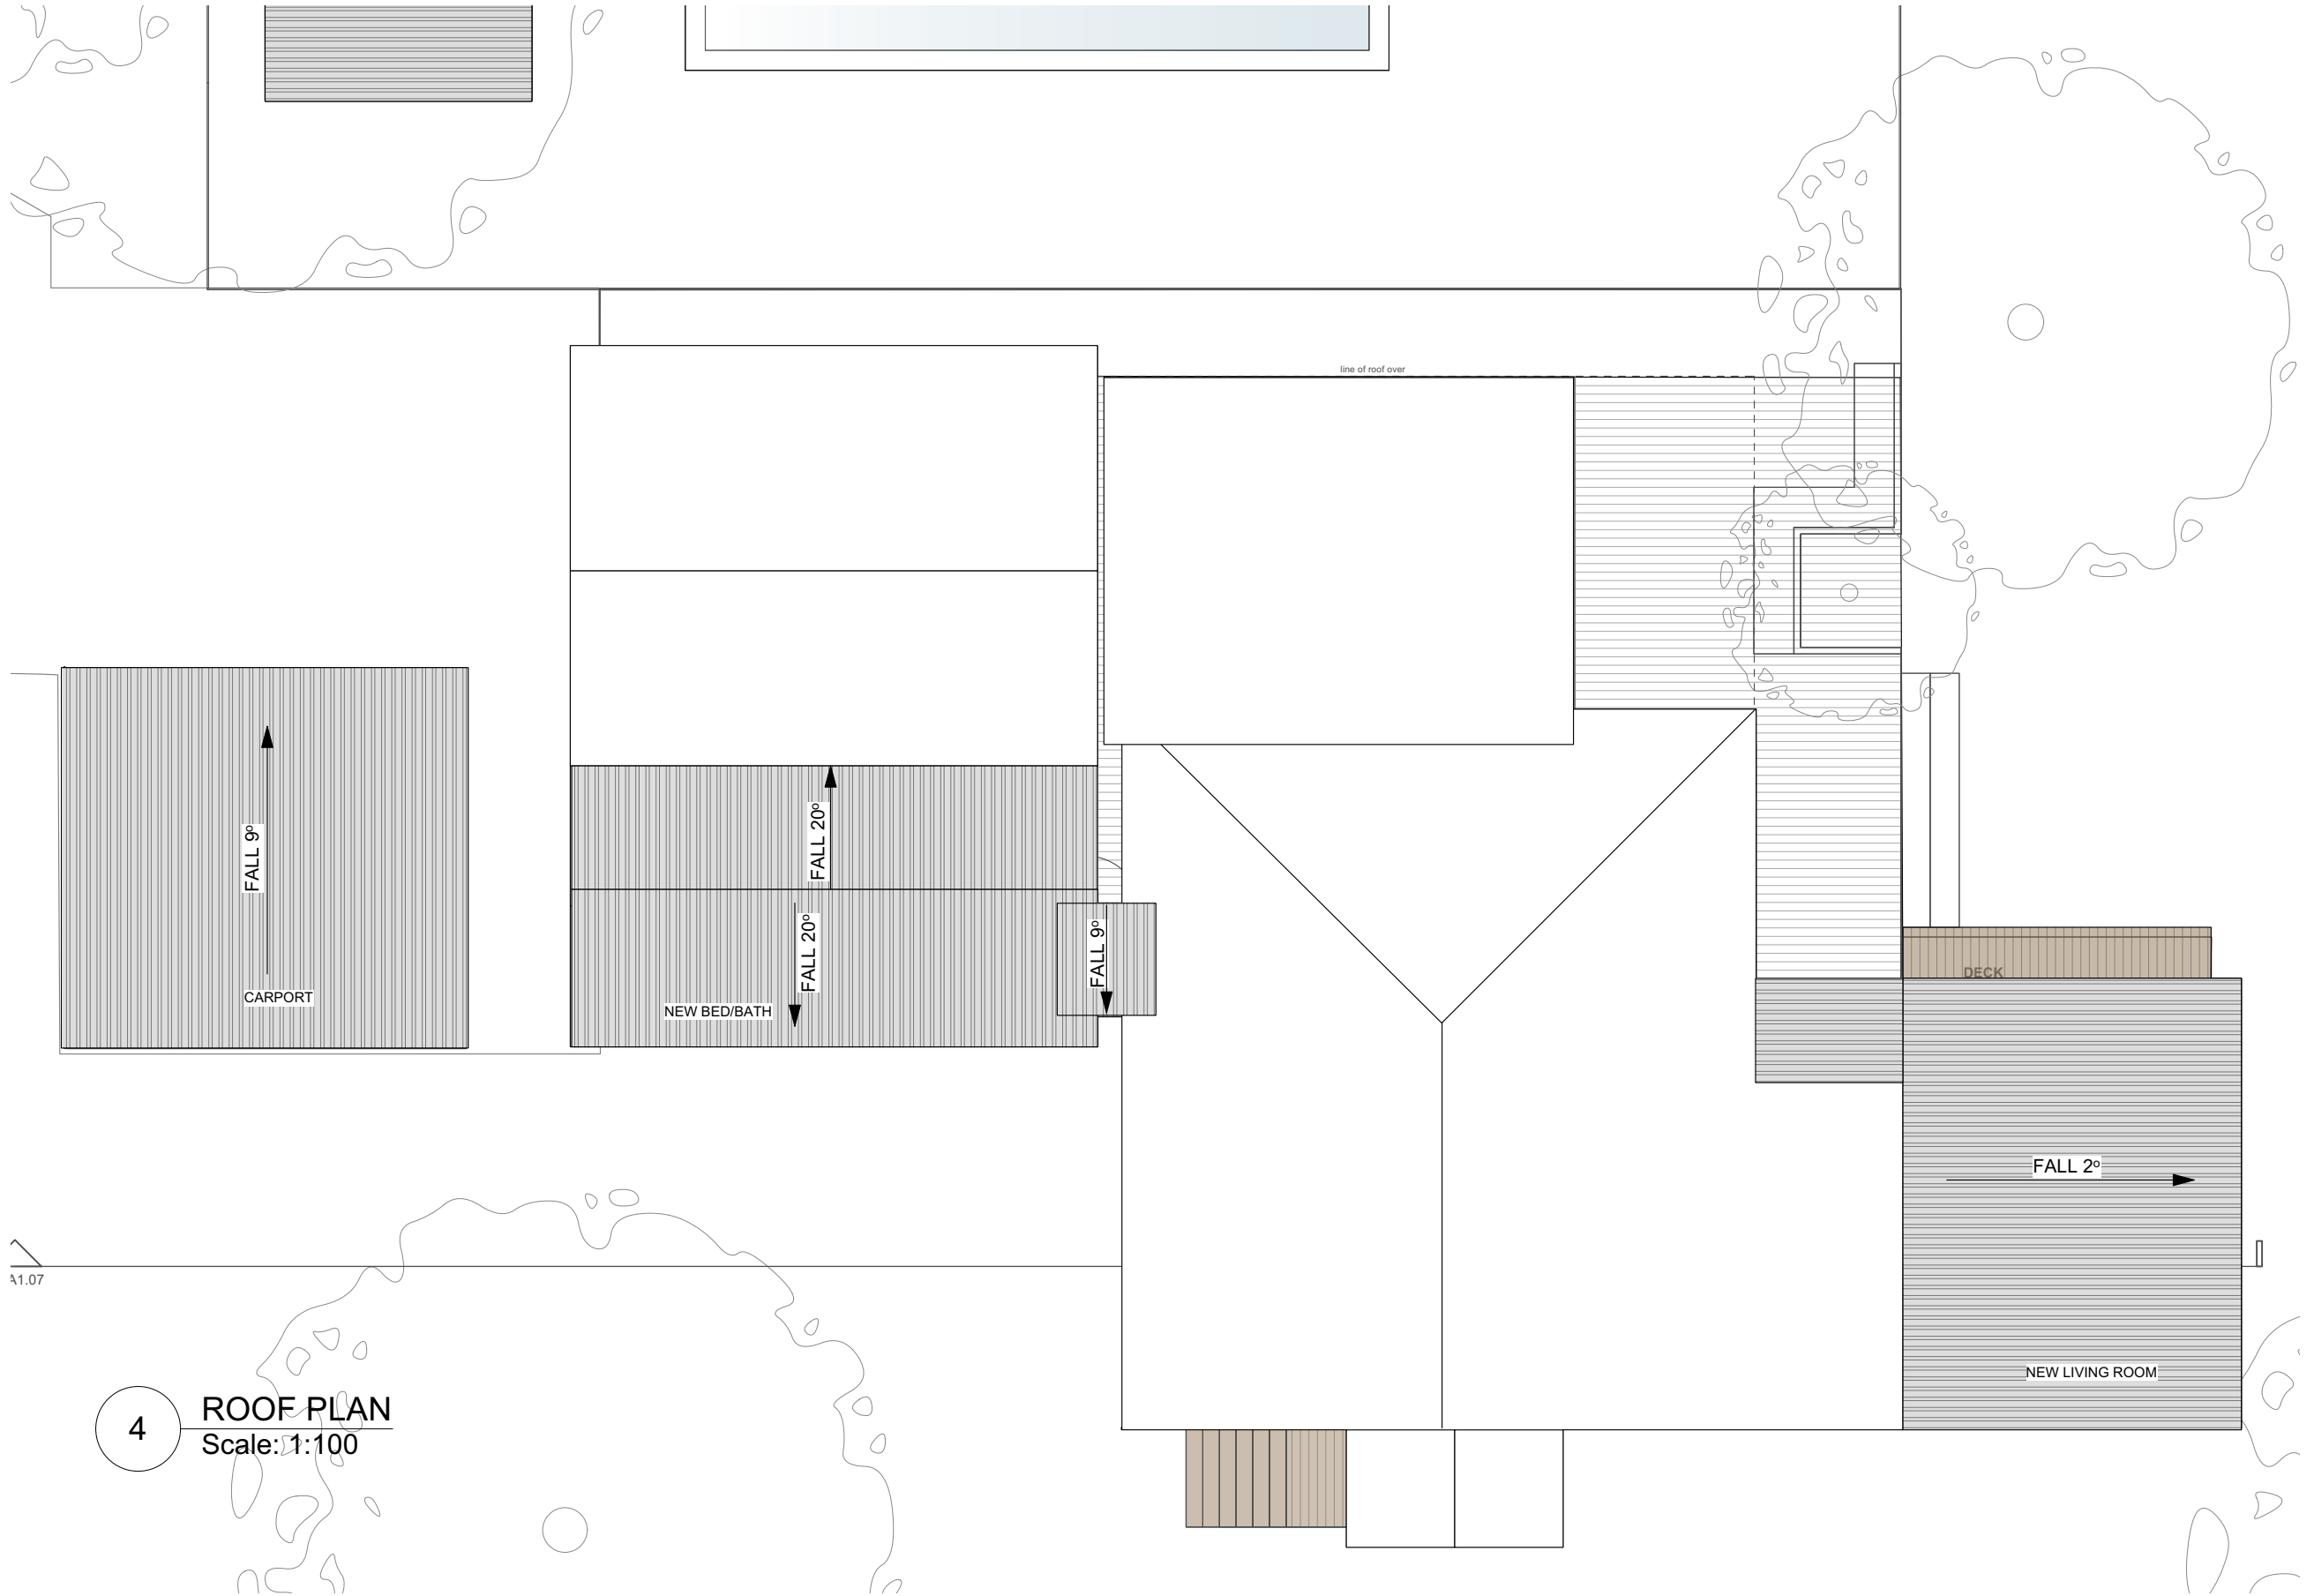 line of roof over
FALL 9º
CARPORT
FALL 20º
FALL 20º
NEW BED/BATH
FALL 9º
DECK
FALL 2º
NEW LIVING ROOM
A1.07
4
ROOF PLAN
Scale: 1:100